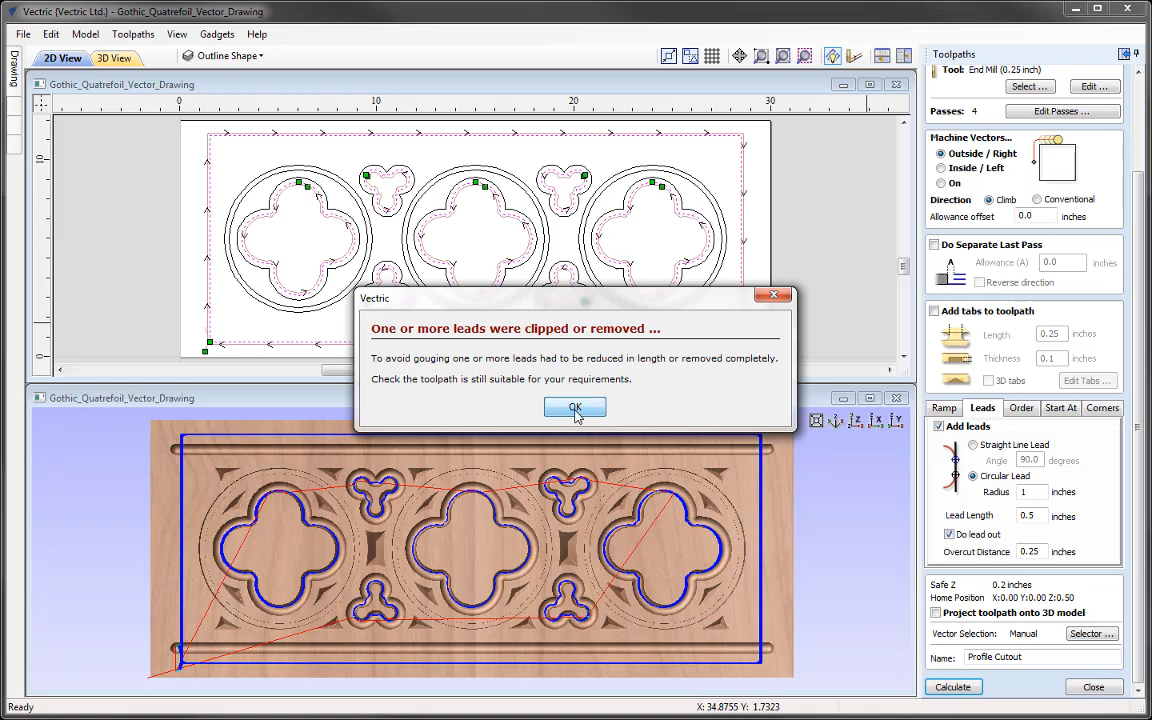 Vectric {Vectric Ltd.} - Gothic_Quatrefoil_Vector_Drawing
File Edit Model Toolpaths View Gadgets Help
Drawing
2D View 3D View Outline Shape
Gothic_Quatrefoil_Vector_Drawing
0 10 20 30
10
0
Gothic_Quatrefoil_Vector_Drawing
Z X Y
Vectric
One or more leads were clipped or removed ...
To avoid gouging one or more leads had to be reduced in length or removed completely.
Check the toolpath is still suitable for your requirements.
OK
Toolpaths
Tool: End Mill (0.25 inch)
Select ... Edit ...
Passes: 4 Edit Passes ...
Machine Vectors...
Outside / Right
Inside / Left
On
Direction Climb Conventional
Allowance offset 0.0 inches
Do Separate Last Pass
A Allowance (A) 0.0 inches
Reverse direction
Add tabs to toolpath
Length 0.25 inches
Thickness 0.1 inches
3D tabs Edit Tabs ...
Ramp Leads Order Start At Corners
Add leads
Straight Line Lead
Angle 90.0 degrees
Circular Lead
Radius 1 inches
Lead Length 0.5 inches
Do lead out
Overcut Distance 0.25 inches
Safe Z 0.2 inches
Home Position X:0.00 Y:0.00 Z:0.50
Project toolpath onto 3D model
Vector Selection: Manual Selector ...
Name: Profile Cutout
Calculate Close
Ready X: 34.8755 Y: 1.7323